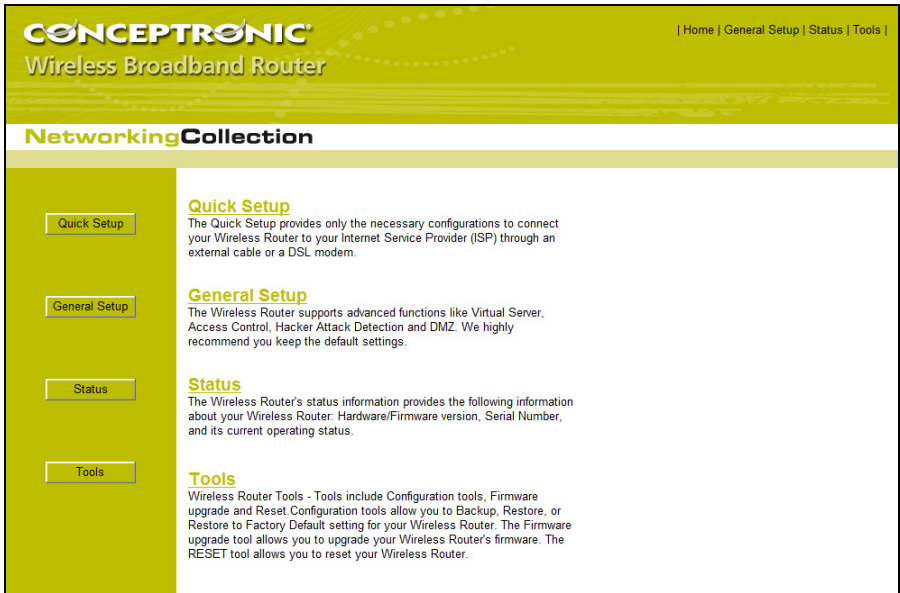 CONCEPTRONIC®
| Home | General Setup | Status | Tools |
Wireless Broadband Router
NetworkingCollection
Quick Setup
Quick Setup
The Quick Setup provides only the necessary configurations to connect
your Wireless Router to your Internet Service Provider (ISP) through an
external cable or a DSL modem.
General Setup
General Setup
The Wireless Router supports advanced functions like Virtual Server,
Access Control, Hacker Attack Detection and DMZ. We highly
recommend you keep the default settings.
Status
Status
The Wireless Router's status information provides the following information
about your Wireless Router: Hardware/Firmware version, Serial Number,
and its current operating status.
Tools
Tools
Wireless Router Tools - Tools include Configuration tools, Firmware
upgrade and Reset.Configuration tools allow you to Backup, Restore, or
Restore to Factory Default setting for your Wireless Router. The Firmware
upgrade tool allows you to upgrade your Wireless Router's firmware. The
RESET tool allows you to reset your Wireless Router.